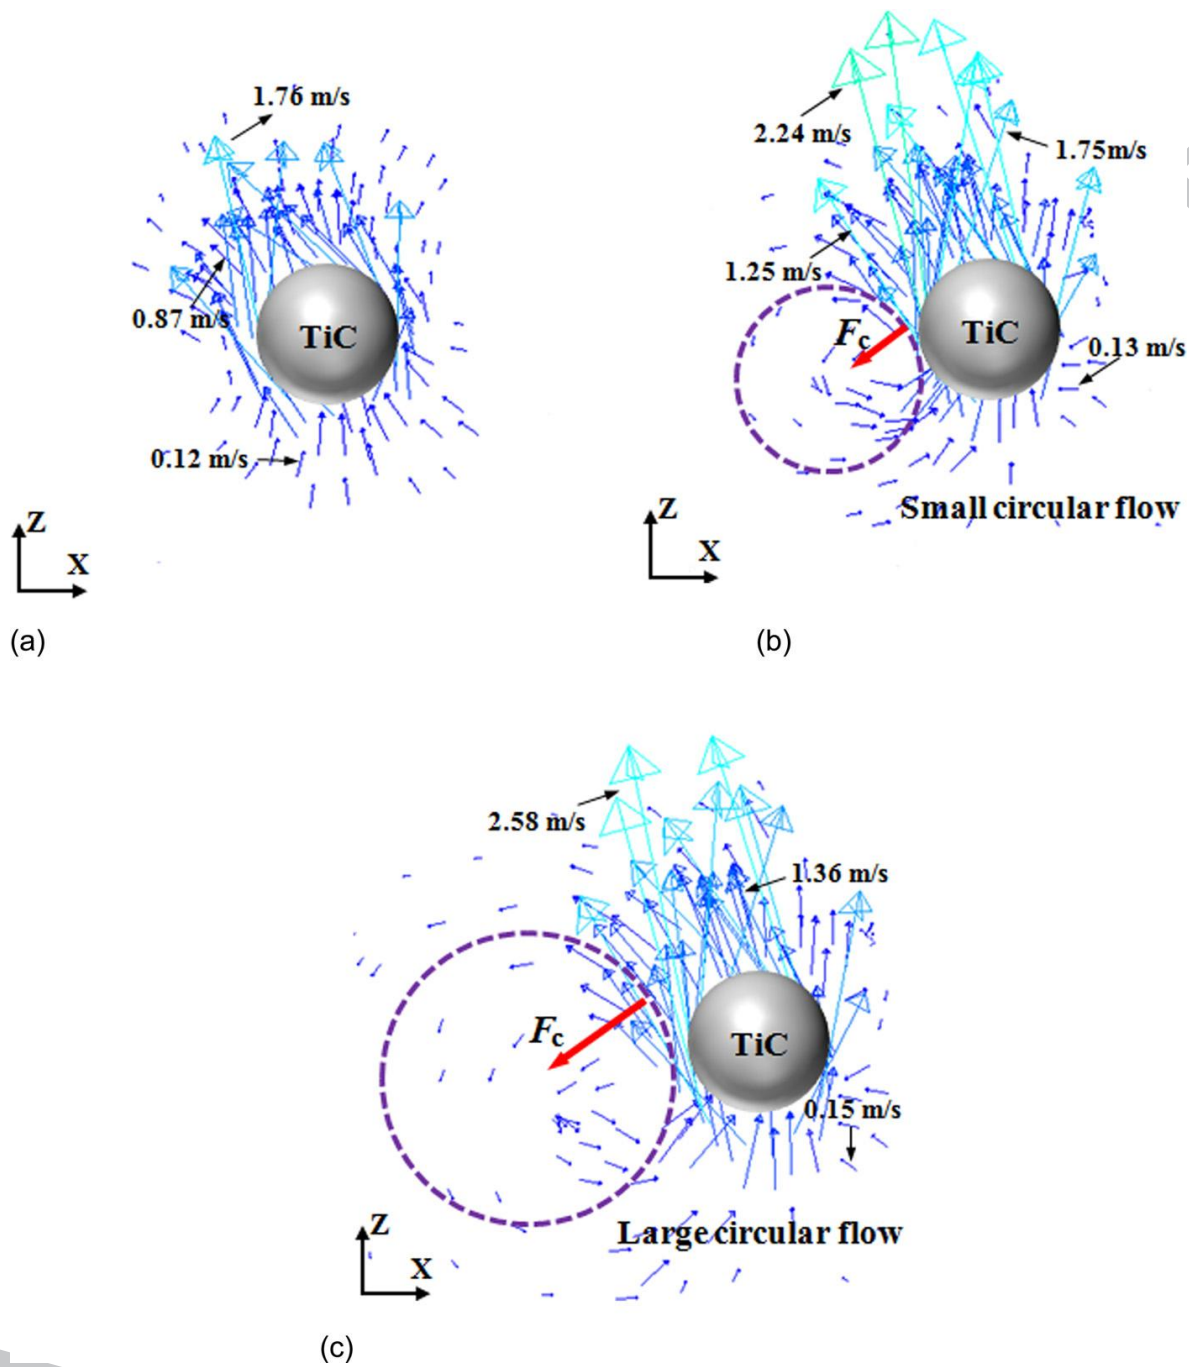 1.76 m/s
0.87 m/s
TiC
0.12 m/s
Z
X
(a)
2.24 m/s
1.75m/s
1.25 m/s
Fc
TiC
0.13 m/s
Small circular flow
Z
X
(b)
2.58 m/s
1.36 m/s
Fc
TiC
0.15 m/s
Large circular flow
Z
X
(c)